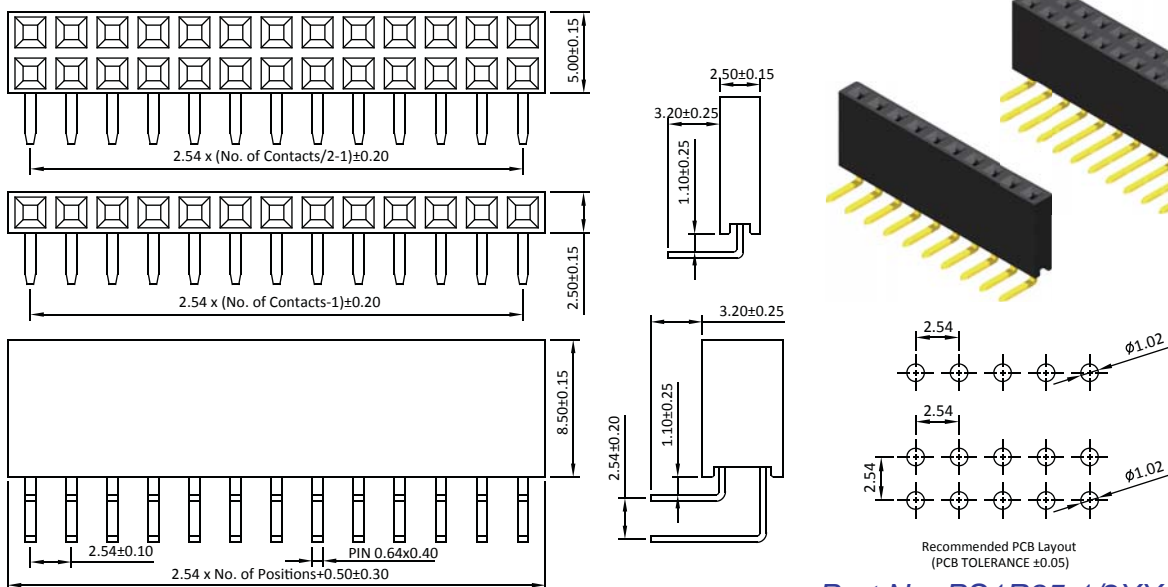 5.00±0.15
2.54 x (No. of Contacts/2-1)±0.20
2.50±0.15
2.54 x (No. of Contacts-1)±0.20
8.50±0.15
2.54±0.10
PIN 0.64x0.40
2.54 x No. of Positions+0.50±0.30
2.50±0.15
3.20±0.25
1.10±0.25
3.20±0.25
1.10±0.25
2.54±0.20
2.54
ϕ1.02
2.54
2.54
ϕ1.02
Recommended PCB Layout
(PCB TOLERANCE ±0.05)